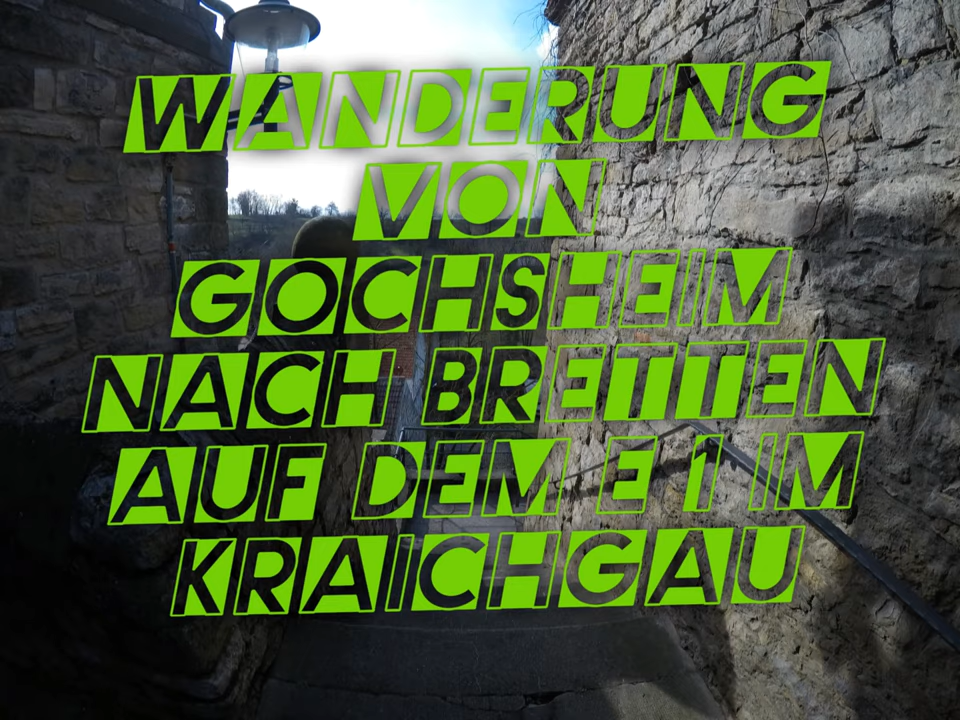 WANDERUNG
VON
GOCHSHEIM
NACH BRETTEN
AUF DEM E 1 IM
KRAICHGAU